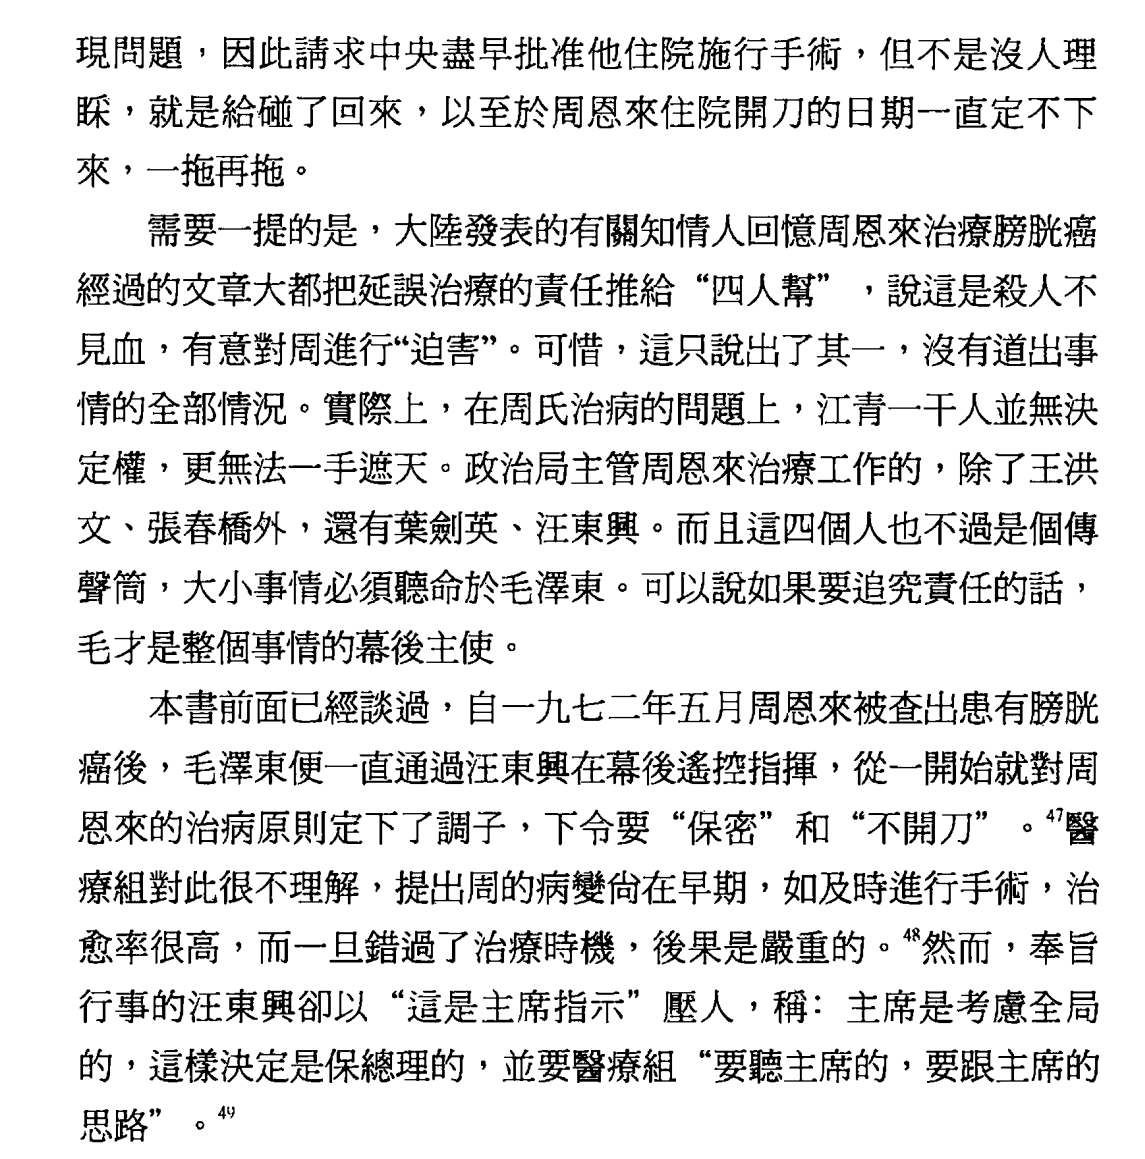 現問題，因此請求中央盡早批准他住院施行手術，但不是沒人理
睬，就是給碰了回來，以至於周恩來住院開刀的日期一直定不下
來，一拖再拖。
需要一提的是，大陸發表的有關知情人回憶周恩來治療膀胱癌
經過的文章大都把延誤治療的責任推給“四人幫”，說這是殺人不
見血，有意對周進行“迫害”。可惜，這只說出了其一，沒有道出事
情的全部情況。實際上，在周氏治病的問題上，江青一干人並無決
定權，更無法一手遮天。政治局主管周恩來治療工作的，除了王洪
文、張春橋外，還有葉劍英、汪東興。而且這四個人也不過是個傳
聲筒，大小事情必須聽命於毛澤東。可以說如果要追究責任的話，
毛才是整個事情的幕後主使。
本書前面已經談過，自一九七二年五月周恩來被查出患有膀胱
癌後，毛澤東便一直通過汪東興在幕後遙控指揮，從一開始就對周
恩來的治病原則定下了調子，下令要“保密”和“不開刀”。47醫
療組對此很不理解，提出周的病變尚在早期，如及時進行手術，治
愈率很高，而一旦錯過了治療時機，後果是嚴重的。48然而，奉旨
行事的汪東興卻以“這是主席指示”壓人，稱：主席是考慮全局
的，這樣決定是保總理的，並要醫療組“要聽主席的，要跟主席的
思路”。49